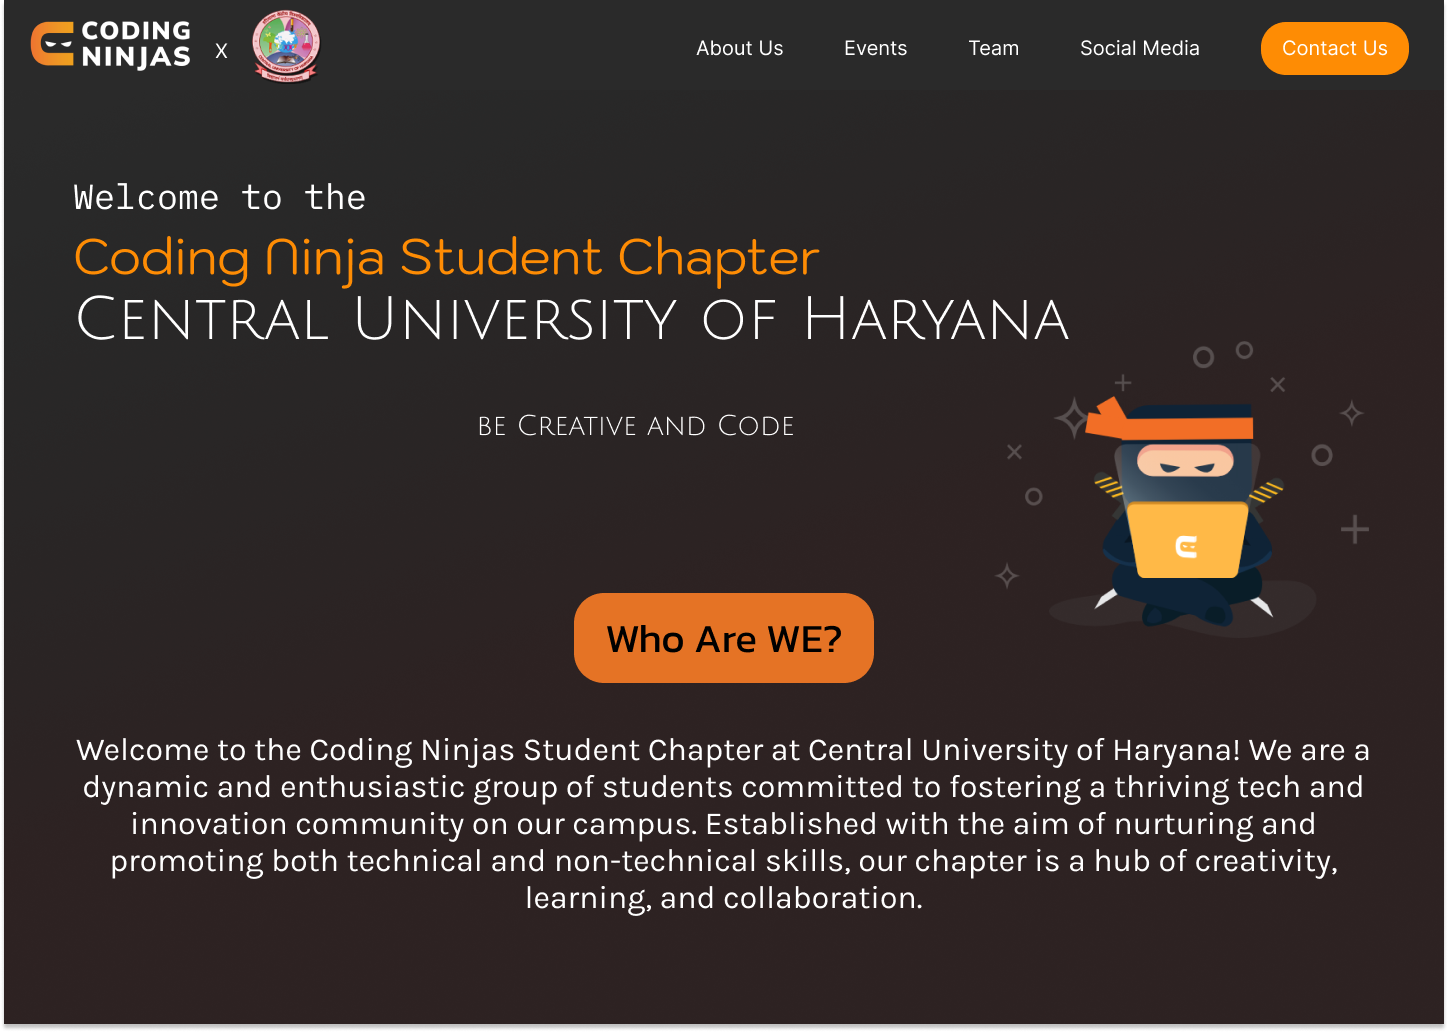 CODING
NINJAS
X
About Us
Events
Team
Social Media
Contact Us
Welcome to the
Coding Ninja Student Chapter
Central University of Haryana
be Creative and Code
Who Are WE?
Welcome to the Coding Ninjas Student Chapter at Central University of Haryana! We are a
dynamic and enthusiastic group of students committed to fostering a thriving tech and
innovation community on our campus. Established with the aim of nurturing and
promoting both technical and non-technical skills, our chapter is a hub of creativity,
learning, and collaboration.